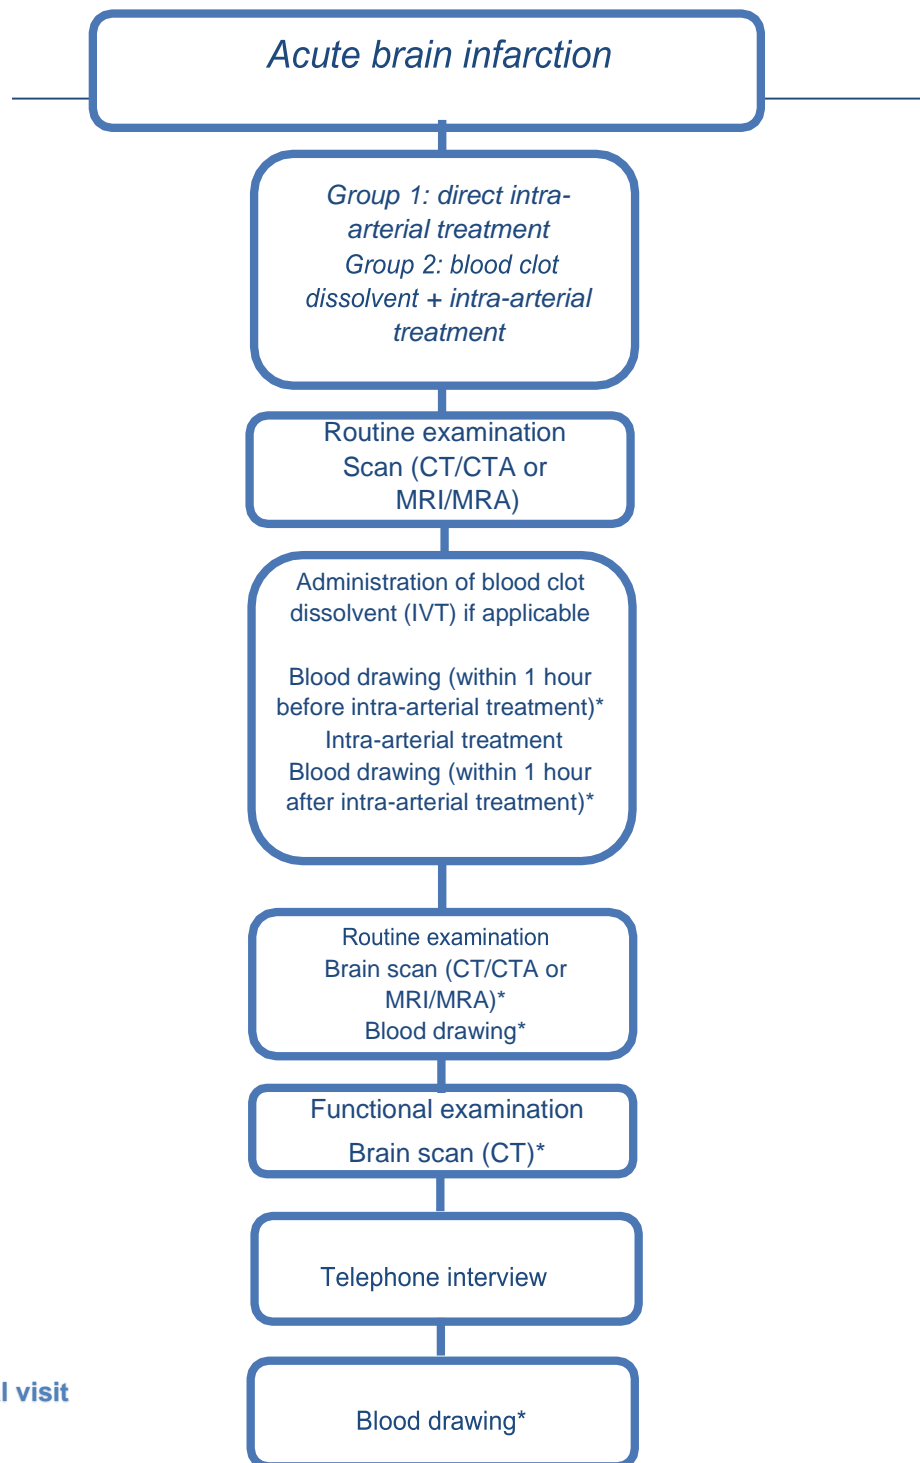 Acute brain infarction
Group 1: direct intra-
arterial treatment
Group 2: blood clot
dissolvent + intra-arterial
treatment
Routine examination
Scan (CT/CTA or
MRI/MRA)
Administration of blood clot
dissolvent (IVT) if applicable
Blood drawing (within 1 hour
before intra-arterial treatment)*
Intra-arterial treatment
Blood drawing (within 1 hour
after intra-arterial treatment)*
Routine examination
Brain scan (CT/CTA or
MRI/MRA)*
Blood drawing*
Functional examination
Brain scan (CT)*
Telephone interview
visit
Blood drawing*